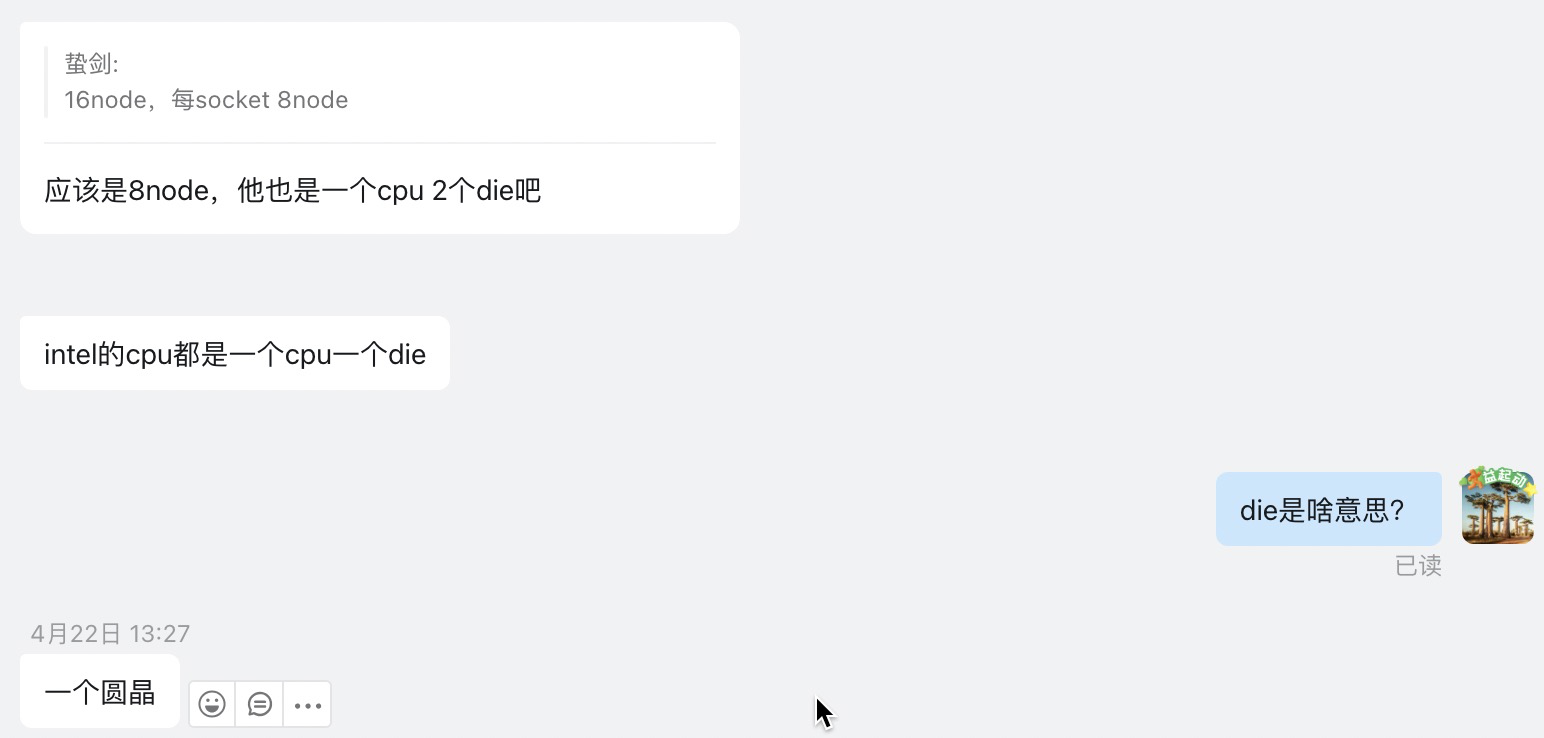 蛰剑:
16node，每socket 8node
应该是8node，他也是一个cpu 2个die吧
intel的cpu都是一个cpu一个die
益起动
die是啥意思？
已读
4月22日 13:27
一个圆晶